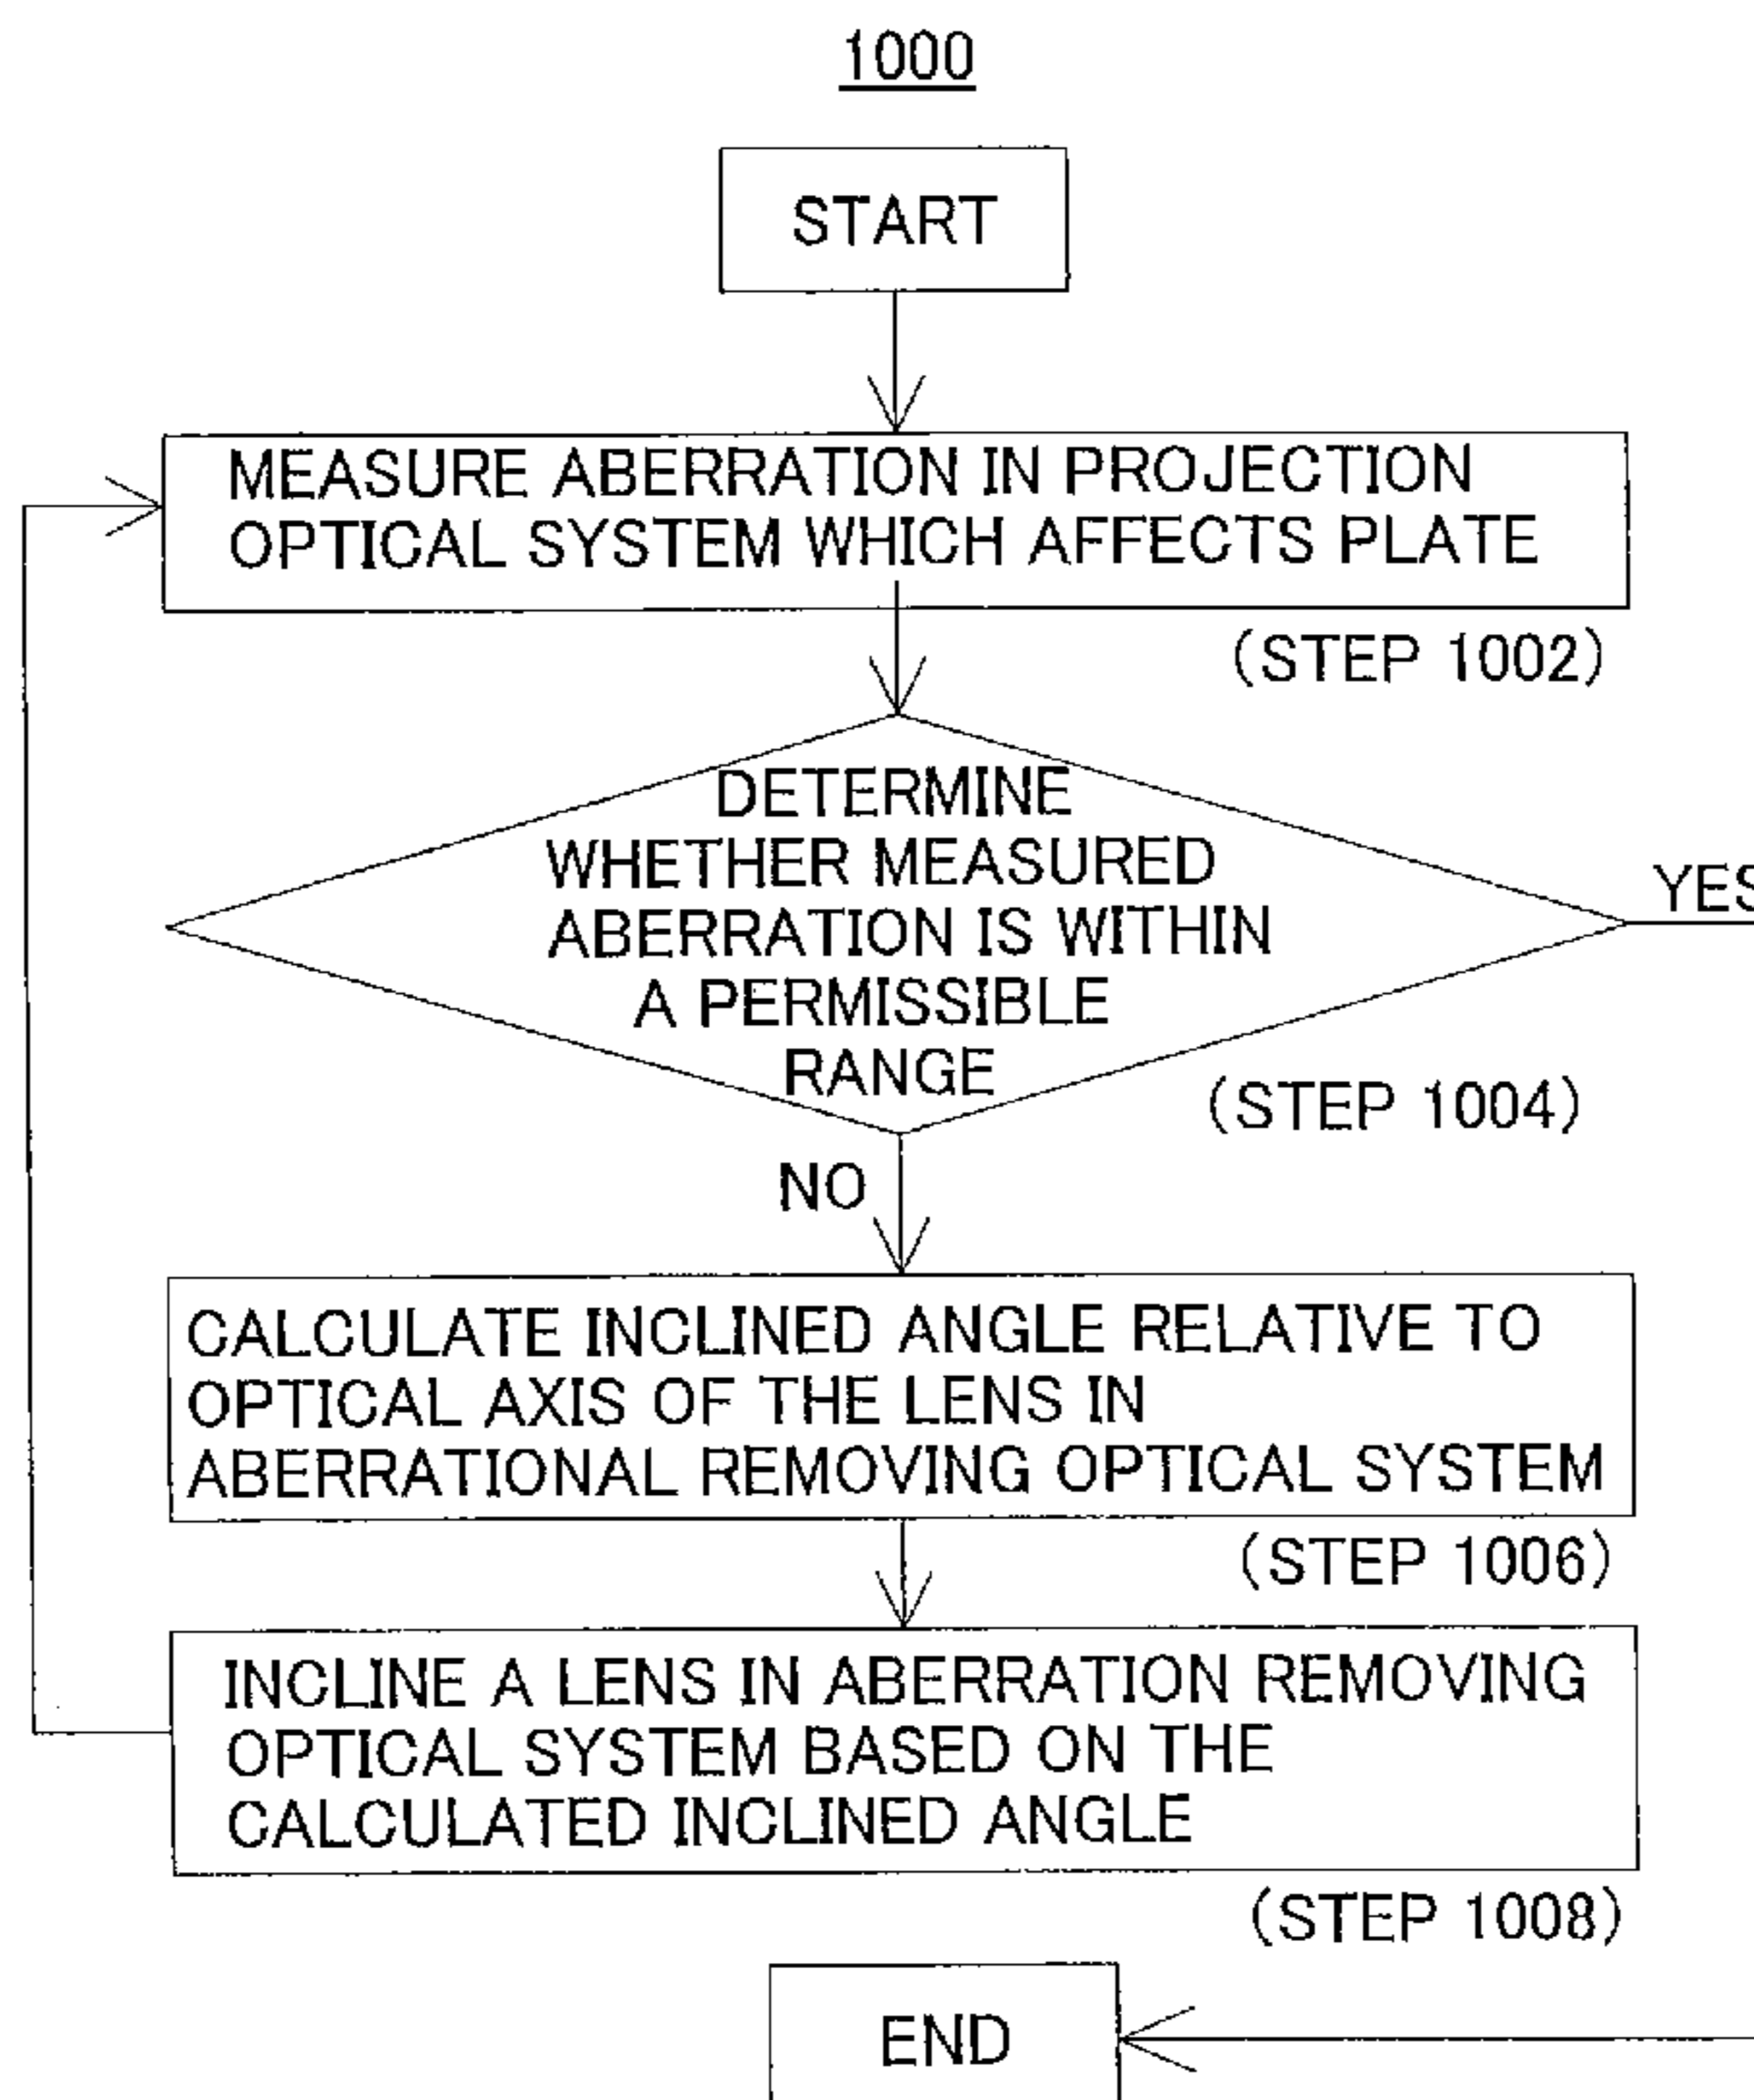 1000
START
MEASURE ABERRATION IN PROJECTION
OPTICAL SYSTEM WHICH AFFECTS PLATE
(STEP 1002)
DETERMINE
WHETHER MEASURED
ABERRATION IS WITHIN
A PERMISSIBLE
RANGE
YES
(STEP 1004)
NO
CALCULATE INCLINED ANGLE RELATIVE TO
OPTICAL AXIS OF THE LENS IN
ABERRATIONAL REMOVING OPTICAL SYSTEM
(STEP 1006)
INCLINE A LENS IN ABERRATION REMOVING
OPTICAL SYSTEM BASED ON THE
CALCULATED INCLINED ANGLE
(STEP 1008)
END